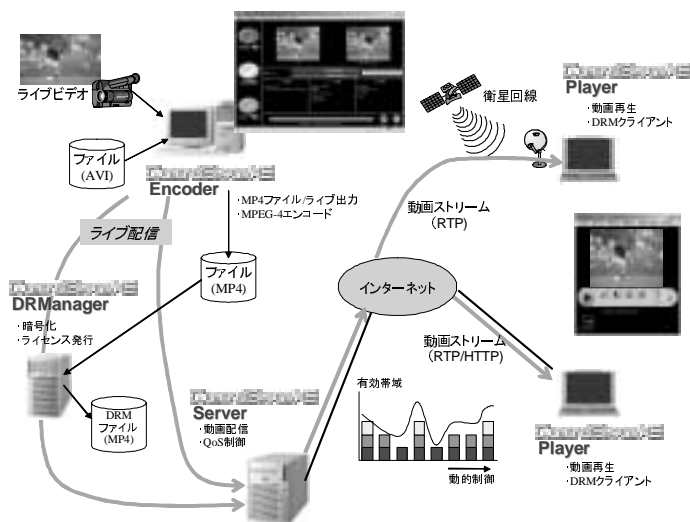 ライブビデオ
ファイル
(AVI)
Encoder
・MP4ファイル/ライブ出力
・MPEG-4エンコード
ライブ配信
ファイル
(MP4)
DRManager
・暗号化
・ライセンス発行
DRM
ファイル
(MP4)
Server
・動画配信
・QoS制御
衛星回線
Player
・動画再生
・DRMクライアント
動画ストリーム
(RTP)
インターネット
動画ストリーム
(RTP/HTTP)
有効帯域
動的制御
Player
・動画再生
・DRMクライアント